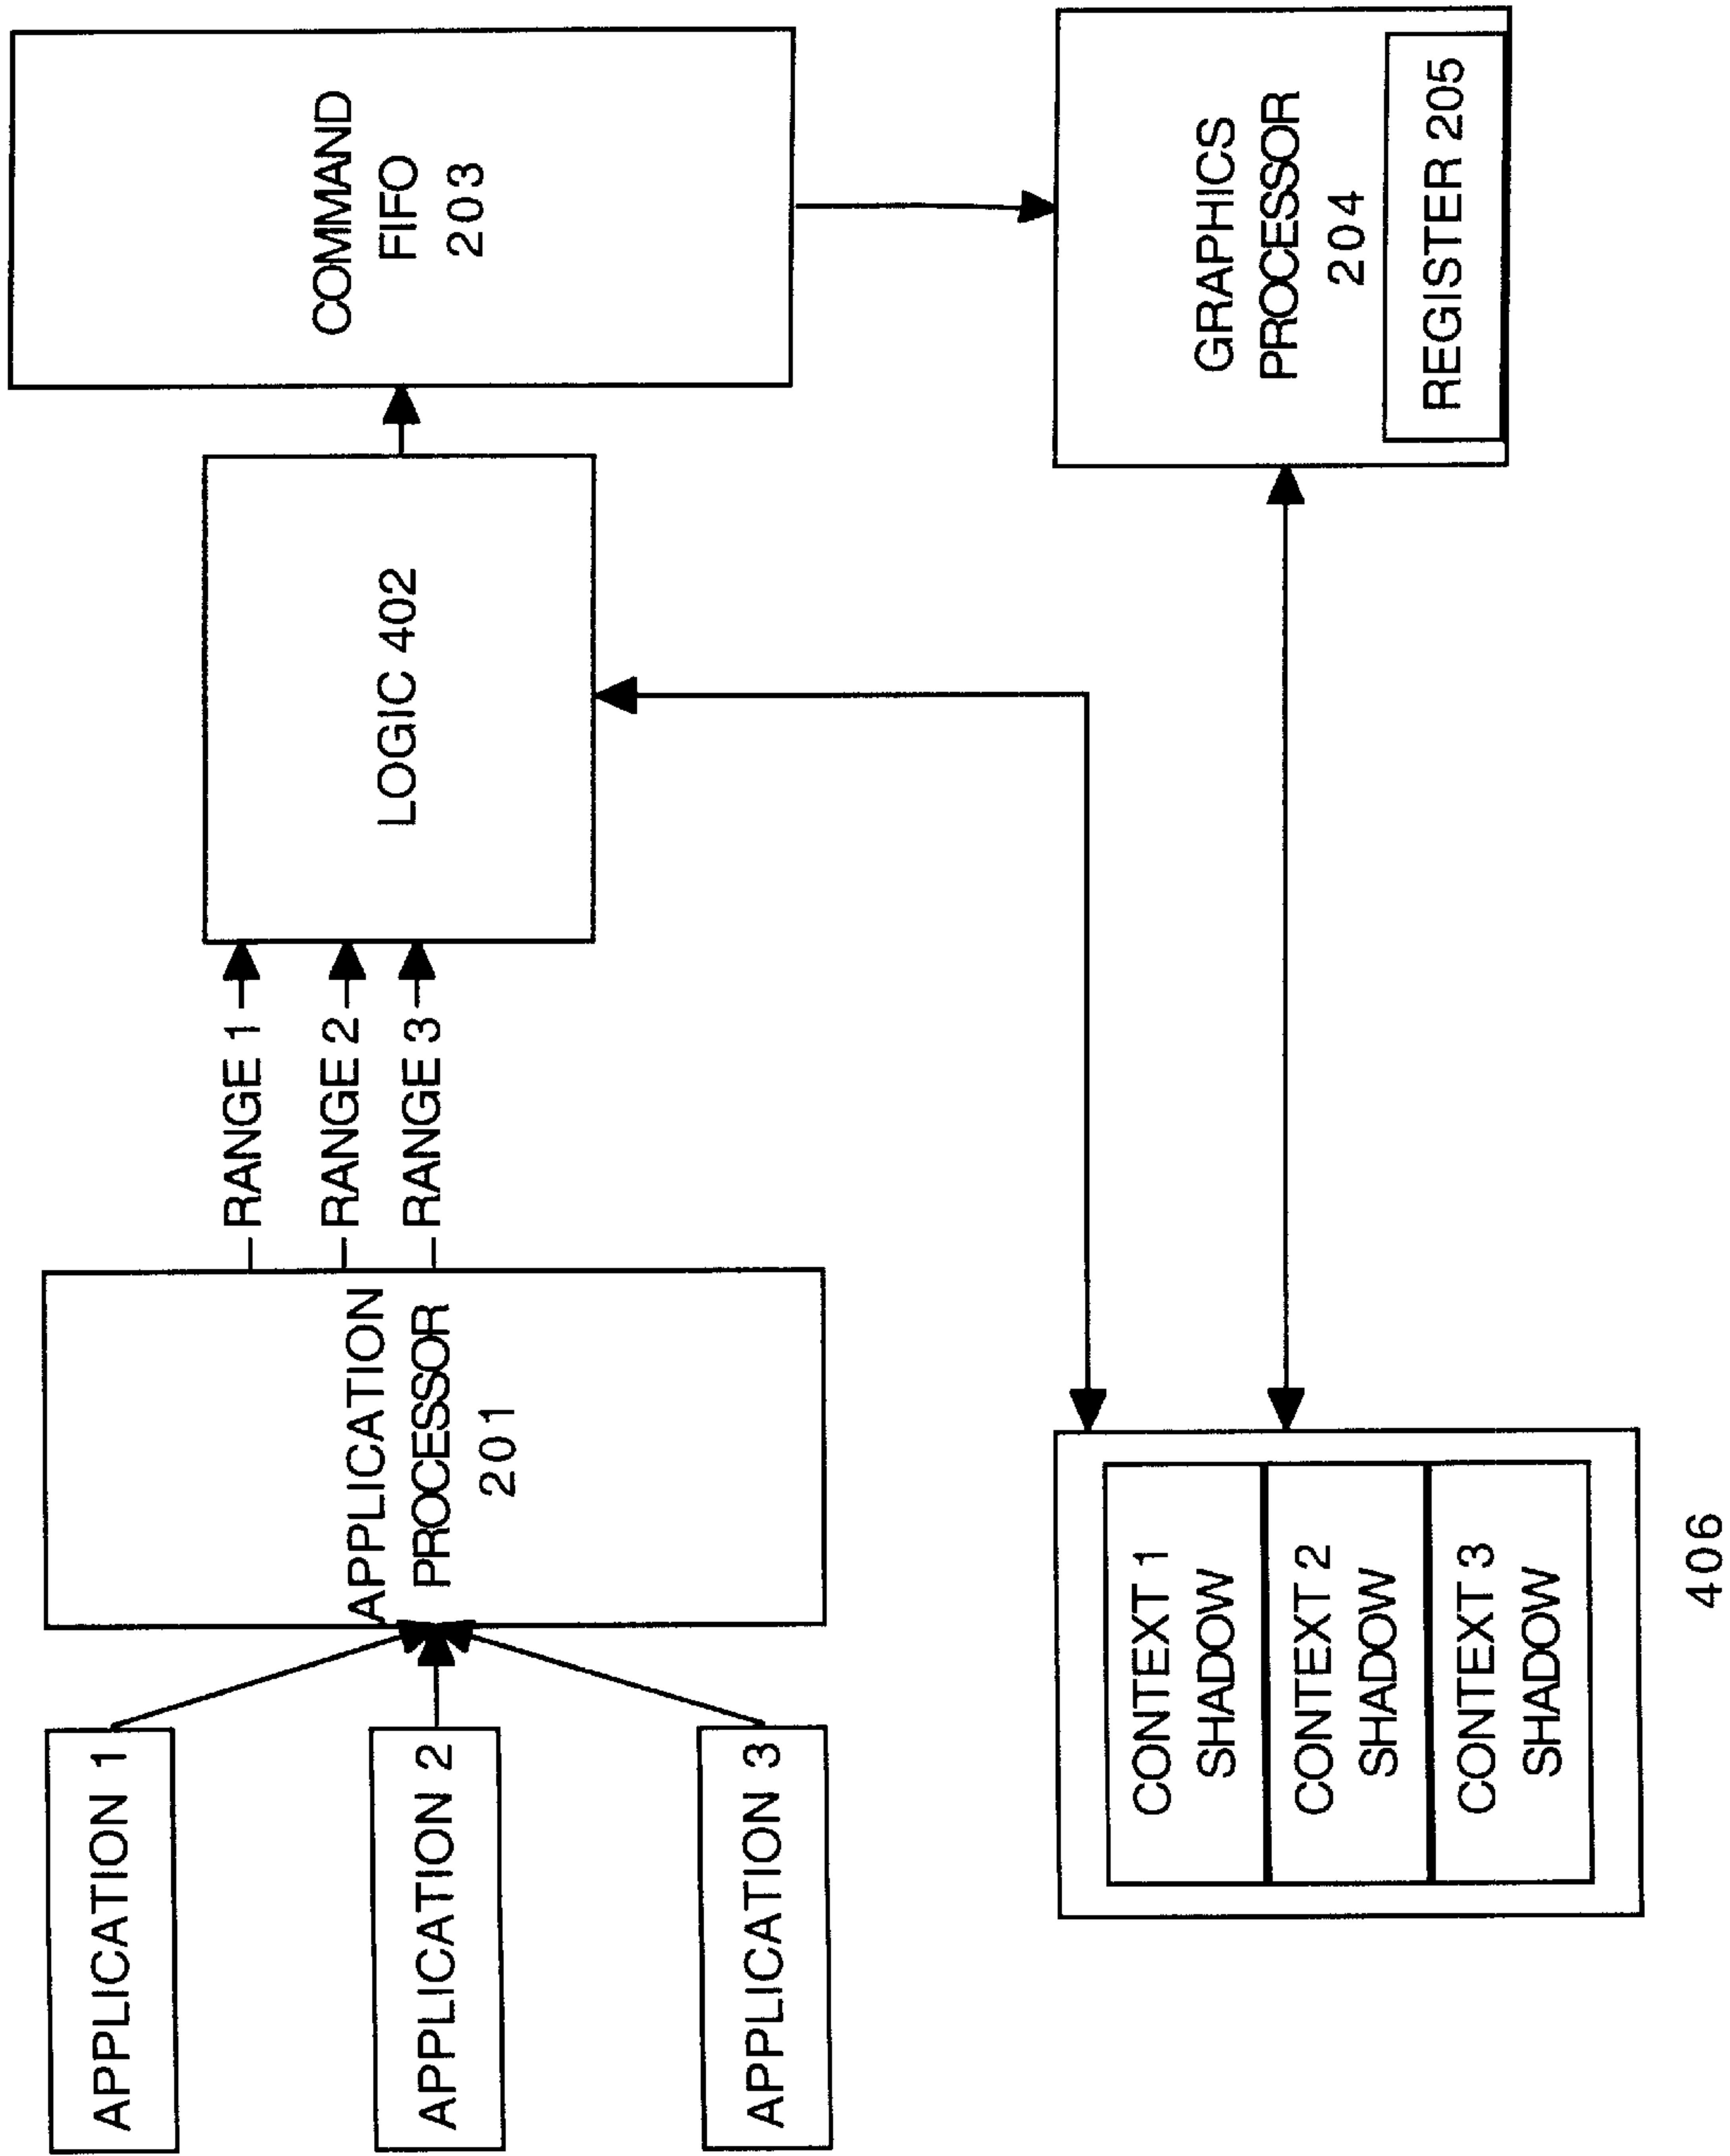 APPLICATION 1
APPLICATION 2
APPLICATION 3
APPLICATION
PROCESSOR
201
RANGE 1
RANGE 2
RANGE 3
LOGIC 402
COMMAND
FIFO
203
CONTEXT 1
SHADOW
CONTEXT 2
SHADOW
CONTEXT 3
SHADOW
406
GRAPHICS
PROCESSOR
204
REGISTER 205